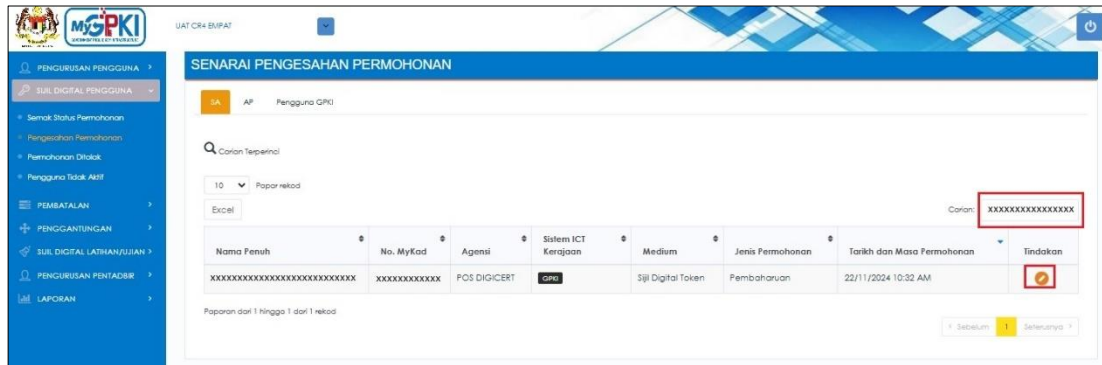 MyGPKI
UAT CR4 EMPAT
PENGURUSAN PENGGUNA
SIJIL DIGITAL PENGGUNA
Semak Status Permohonan
Pengesahan Permohonan
Permohonan Ditolak
Pengguna Tidak Aktif
PEMBATALAN
PENGGANTUNGAN
SIJIL DIGITAL LATIHAN/UJIAN
PENGURUSAN PENTADBIR
LAPORAN
SENARAI PENGESAHAN PERMOHONAN
SA AP Pengguna GPKI
Carian Terperinci
10 Papar rekod
Excel
Carian: xxxxxxxxxxxxxxxx
Nama Penuh No. MyKad Agensi Sistem ICT Kerajaan Medium Jenis Permohonan Tarikh dan Masa Permohonan Tindakan
xxxxxxxxxxxxxxxxxxxxxxxxxxx xxxxxxxxxxxx POS DIGICERT GPKI Sijil Digital Token Pembaharuan 22/11/2024 10:32 AM
Paparan dari 1 hingga 1 dari 1 rekod
< Sebelum 1 Seterusnya >